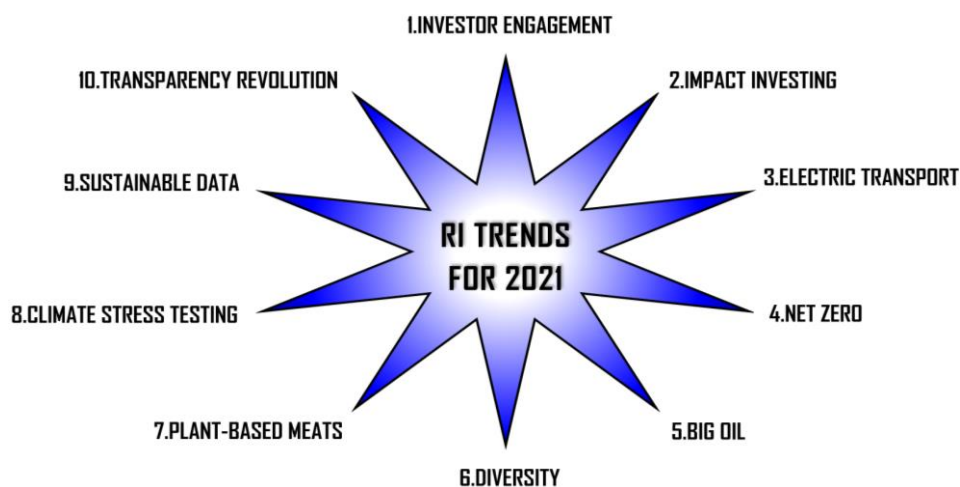 1.INVESTOR ENGAGEMENT
10.TRANSPARENCY REVOLUTION
2.IMPACT INVESTING
9.SUSTAINABLE DATA
3.ELECTRIC TRANSPORT
RI TRENDS
FOR 2021
8.CLIMATE STRESS TESTING
4.NET ZERO
7.PLANT-BASED MEATS
5.BIG OIL
6.DIVERSITY